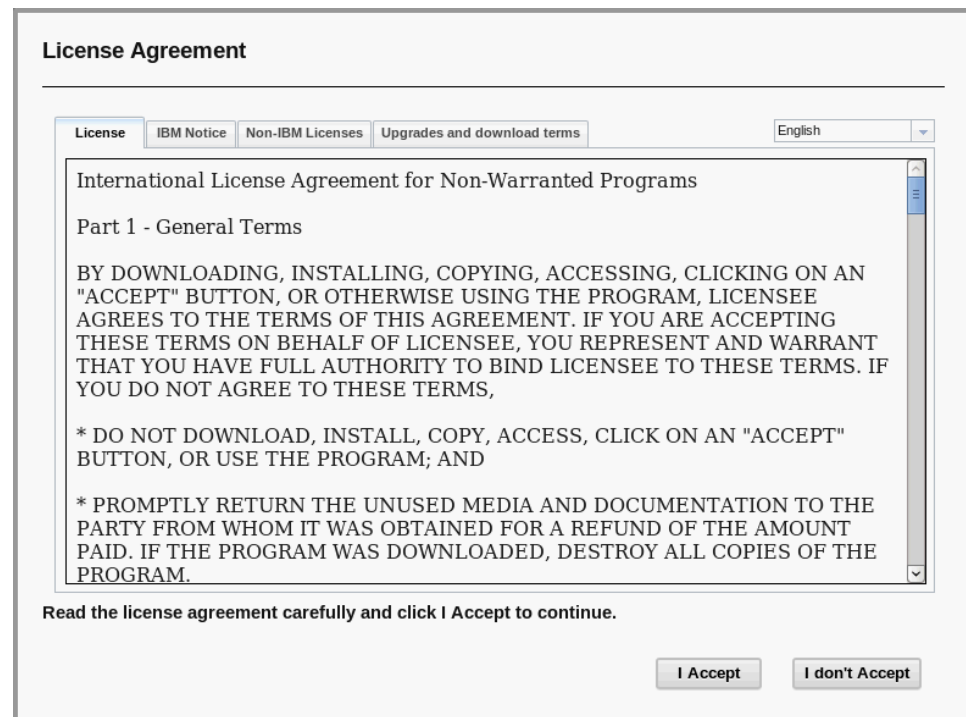 License Agreement
License
IBM Notice
Non-IBM Licenses
Upgrades and download terms
English
International License Agreement for Non-Warranted Programs
Part 1 - General Terms
BY DOWNLOADING, INSTALLING, COPYING, ACCESSING, CLICKING ON AN
"ACCEPT" BUTTON, OR OTHERWISE USING THE PROGRAM, LICENSEE
AGREES TO THE TERMS OF THIS AGREEMENT. IF YOU ARE ACCEPTING
THESE TERMS ON BEHALF OF LICENSEE, YOU REPRESENT AND WARRANT
THAT YOU HAVE FULL AUTHORITY TO BIND LICENSEE TO THESE TERMS. IF
YOU DO NOT AGREE TO THESE TERMS,
* DO NOT DOWNLOAD, INSTALL, COPY, ACCESS, CLICK ON AN "ACCEPT"
BUTTON, OR USE THE PROGRAM; AND
* PROMPTLY RETURN THE UNUSED MEDIA AND DOCUMENTATION TO THE
PARTY FROM WHOM IT WAS OBTAINED FOR A REFUND OF THE AMOUNT
PAID. IF THE PROGRAM WAS DOWNLOADED, DESTROY ALL COPIES OF THE
PROGRAM.
Read the license agreement carefully and click I Accept to continue.
I Accept
I don't Accept